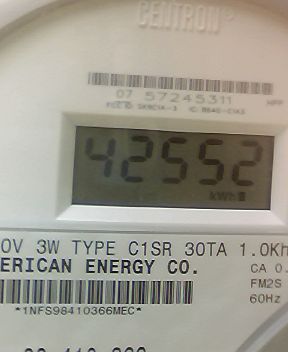 CENTRON®
07 57245311
HPP
42552
kWh
0V 3W TYPE C1SR 30TA 1.0Kh
ERICAN ENERGY CO.
CA 0.
FM2S
60Hz
*1NFS98410366MEC*